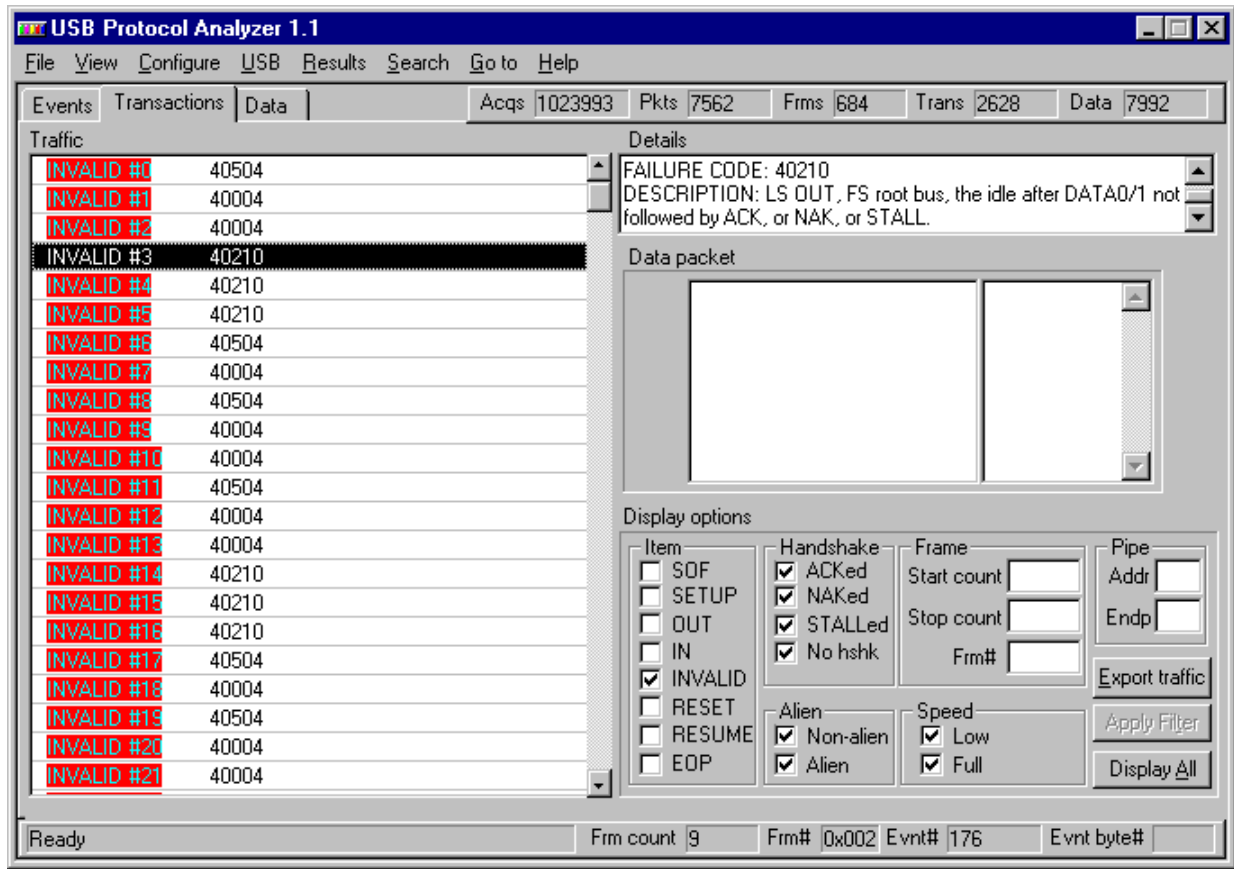 USB Protocol Analyzer 1.1
File View Configure USB Results Search Go to Help
Events Transactions Data Acqs 1023993 Pkts 7562 Frms 684 Trans 2628 Data 7992
Traffic
INVALID #0 40504
INVALID #1 40004
INVALID #2 40004
INVALID #3 40210
INVALID #4 40210
INVALID #5 40210
INVALID #6 40504
INVALID #7 40004
INVALID #8 40504
INVALID #9 40004
INVALID #10 40004
INVALID #11 40504
INVALID #12 40004
INVALID #13 40004
INVALID #14 40210
INVALID #15 40210
INVALID #16 40210
INVALID #17 40504
INVALID #18 40004
INVALID #19 40504
INVALID #20 40004
INVALID #21 40004
Details
FAILURE CODE: 40210
DESCRIPTION: LS OUT, FS root bus, the idle after DATA0/1 not
followed by ACK, or NAK, or STALL.
Data packet
Display options
Item
SOF
SETUP
OUT
IN
INVALID
RESET
RESUME
EOP
Handshake
ACKed
NAKed
STALLed
No hshk
Alien
Non-alien
Alien
Frame
Start count
Stop count
Frm#
Speed
Low
Full
Pipe
Addr
Endp
Export traffic
Apply Filter
Display All
Ready Frm count 9 Frm# 0x002 Evnt# 176 Evnt byte#